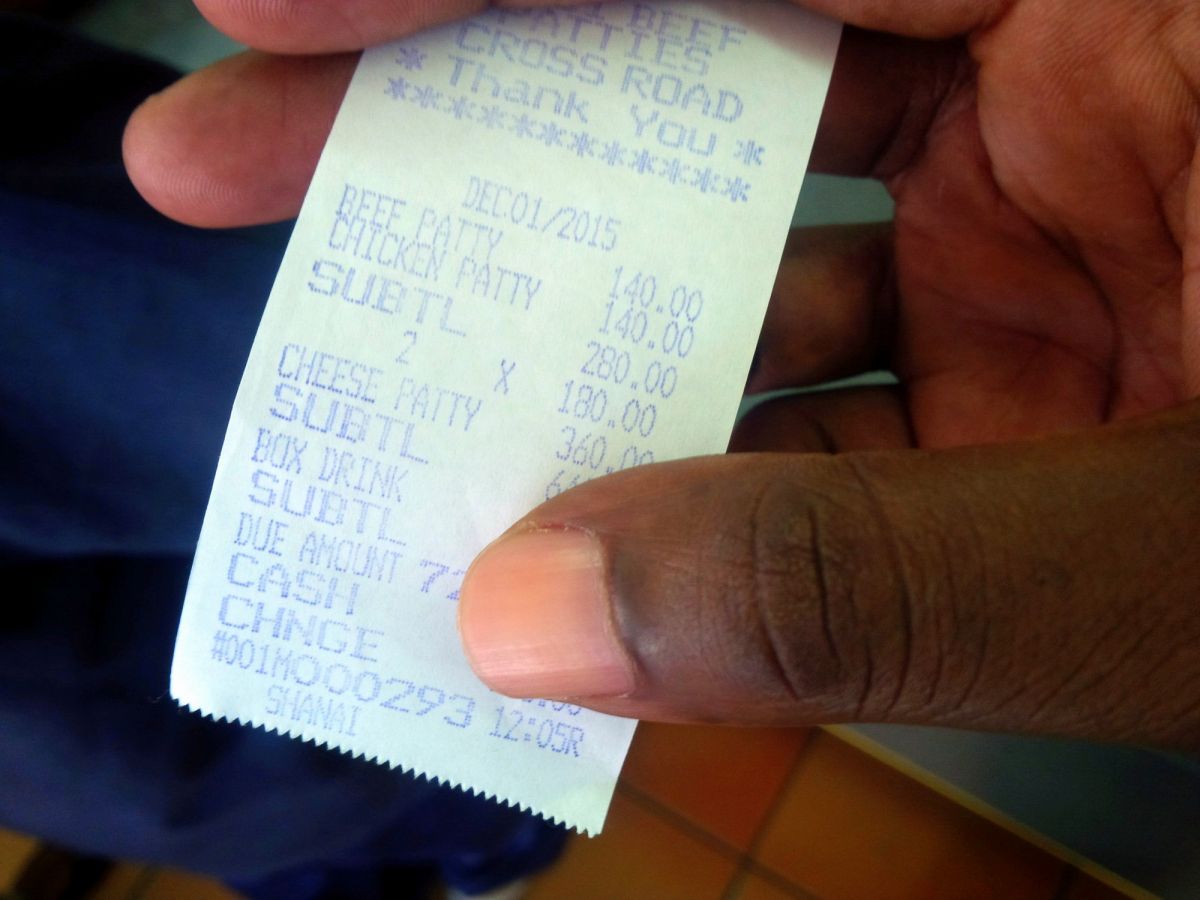 BEEF
PATTIES
CROSS ROAD
* Thank You *
************
DEC01/2015
BEEF PATTY 140.00
CHICKEN PATTY 140.00
SUBTL 280.00
2 X 180.00
CHEESE PATTY 360.00
SUBTL
BOX DRINK
SUBTL
DUE AMOUNT
CASH
CHNGE
#001M000293 12:05R
SHANAI